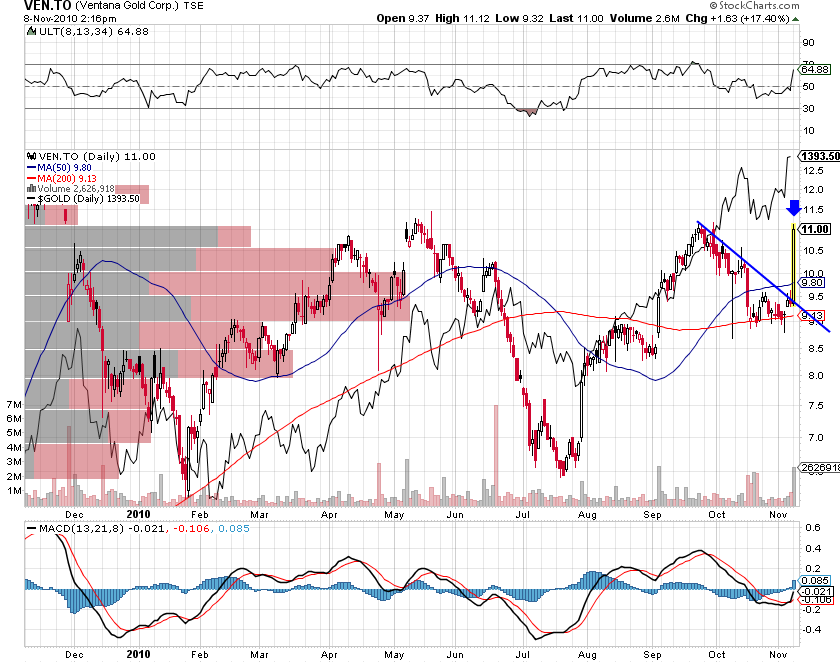 VEN.TO (Ventana Gold Corp.) TSE
© StockCharts.com
8-Nov-2010 2:16pm
Open 9.37 High 11.12 Low 9.32 Last 11.00 Volume 2.6M Chg +1.63 (+17.40%)
ULT(8,13,34) 64.88
90
70
64.88
50
30
10
VEN.TO (Daily) 11.00
MA(50) 9.80
MA(200) 9.13
Volume 2,626,918
$GOLD (Daily) 1393.50
1393.50
12.5
12.0
11.5
11.00
10.5
10.0
9.80
9.5
9.13
8.5
8.0
7.5
7.0
2626918
7M
6M
5M
4M
3M
2M
1M
Dec 2010 Feb Mar Apr May Jun Jul Aug Sep Oct Nov
MACD(13,21,8) -0.021, -0.106, 0.085
0.6
0.4
0.2
0.085
-0.021
-0.106
-0.2
-0.4
Dec 2010 Feb Mar Apr May Jun Jul Aug Sep Oct Nov